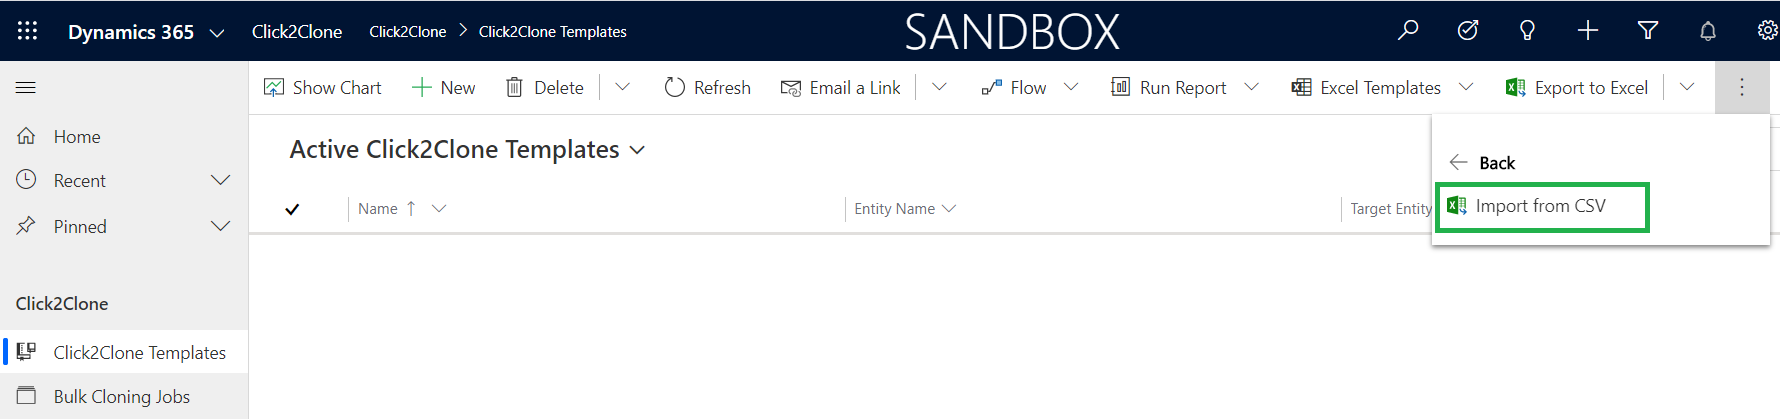 Dynamics 365 Click2Clone Click2Clone > Click2Clone Templates SANDBOX
Show Chart New Delete Refresh Email a Link Flow Run Report Excel Templates Export to Excel
Home
Recent
Pinned
Click2Clone
Click2Clone Templates
Bulk Cloning Jobs
Active Click2Clone Templates
Name ↑ Entity Name Target Entity
Back
Import from CSV